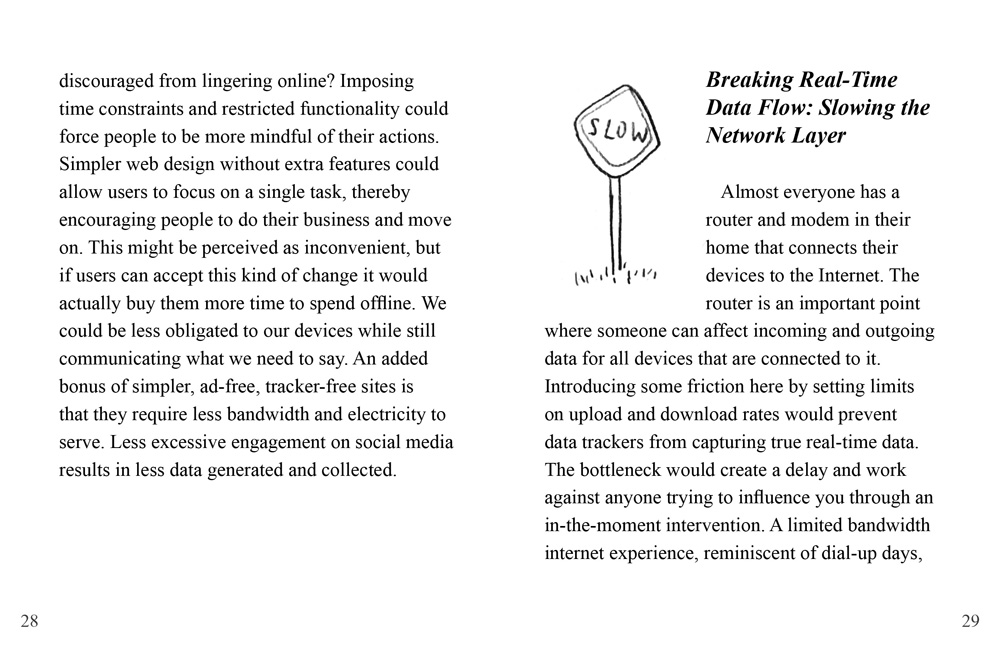 discouraged from lingering online? Imposing
time constraints and restricted functionality could
force people to be more mindful of their actions.
Simpler web design without extra features could
allow users to focus on a single task, thereby
encouraging people to do their business and move
on. This might be perceived as inconvenient, but
if users can accept this kind of change it would
actually buy them more time to spend offline. We
could be less obligated to our devices while still
communicating what we need to say. An added
bonus of simpler, ad-free, tracker-free sites is
that they require less bandwidth and electricity to
serve. Less excessive engagement on social media
results in less data generated and collected.
28
SLOW
Breaking Real-Time
Data Flow: Slowing the
Network Layer
Almost everyone has a
router and modem in their
home that connects their
devices to the Internet. The
router is an important point
where someone can affect incoming and outgoing
data for all devices that are connected to it.
Introducing some friction here by setting limits
on upload and download rates would prevent
data trackers from capturing true real-time data.
The bottleneck would create a delay and work
against anyone trying to influence you through an
in-the-moment intervention. A limited bandwidth
internet experience, reminiscent of dial-up days,
29